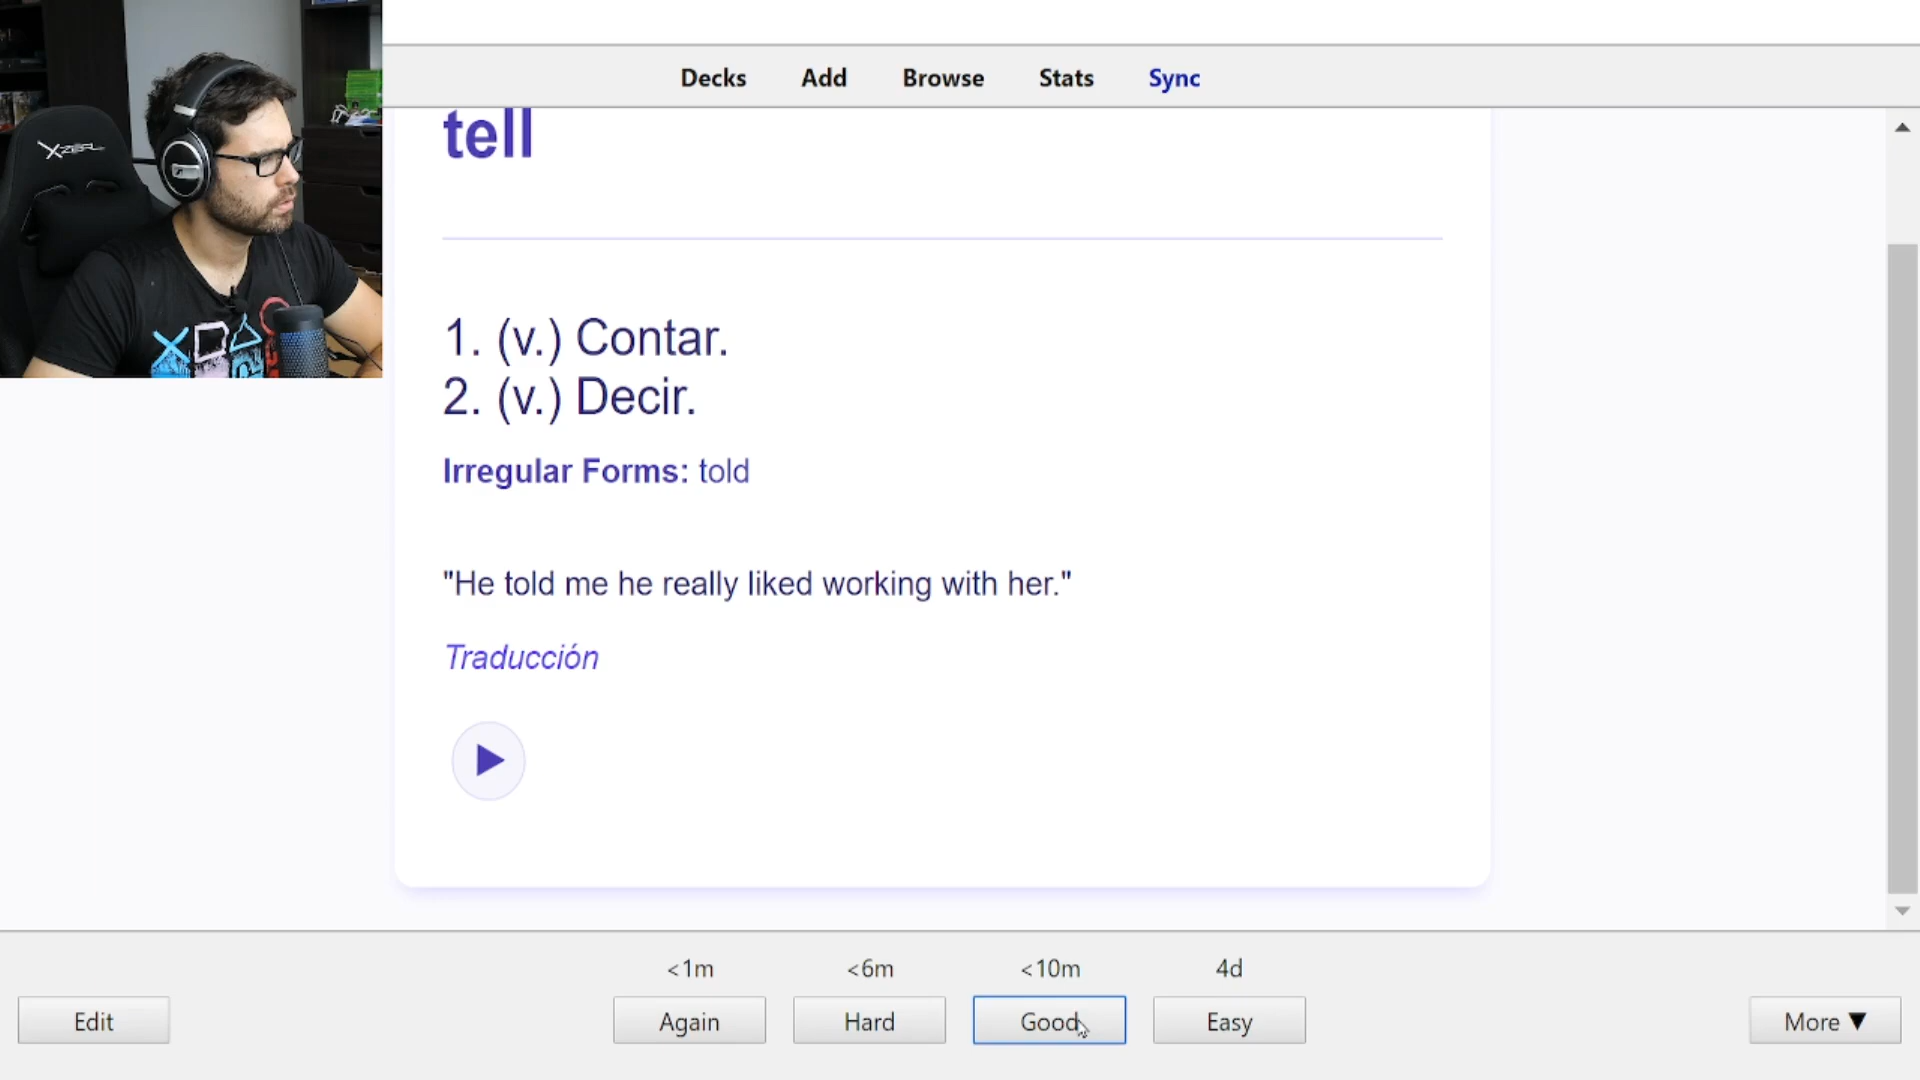 XZEAL
Decks Add Browse Stats Sync
tell
1. (v.) Contar.
2. (v.) Decir.
Irregular Forms: told
"He told me he really liked working with her."
Traducción
<1m <6m <10m 4d
Edit Again Hard Good Easy More ▼